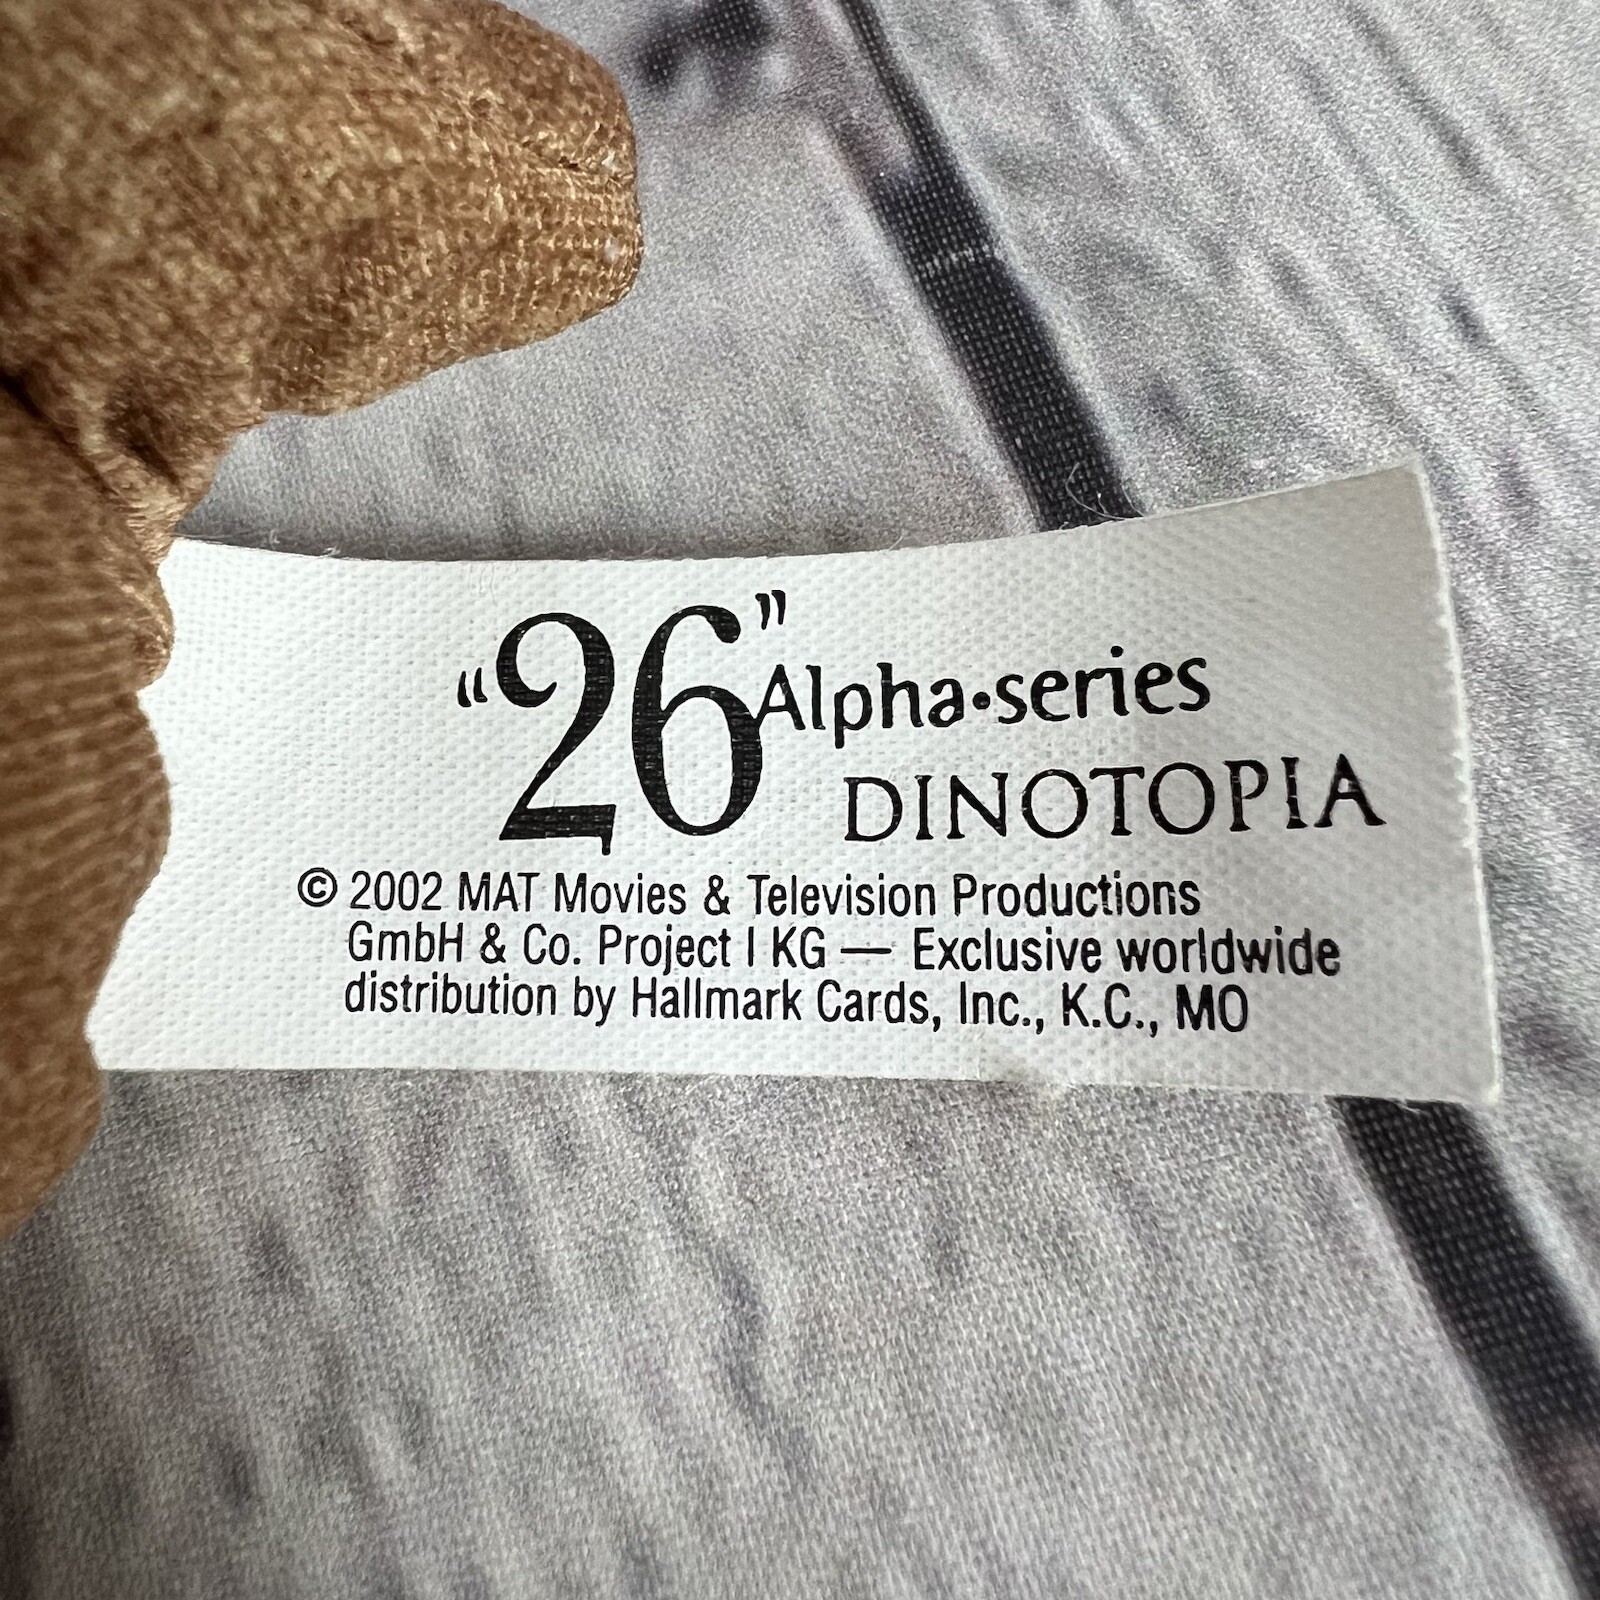 “26” Alpha•series
DINOTOPIA
© 2002 MAT Movies & Television Productions
GmbH & Co. Project I KG — Exclusive worldwide
distribution by Hallmark Cards, Inc., K.C., MO